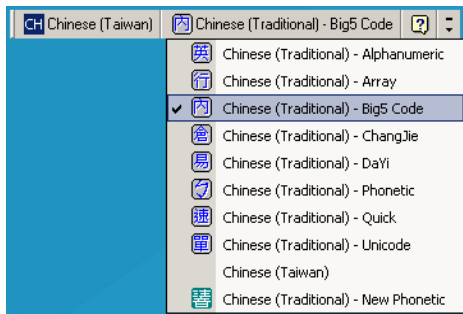 CH Chinese (Taiwan) 內 Chinese (Traditional) - Big5 Code ?
英 Chinese (Traditional) - Alphanumeric
行 Chinese (Traditional) - Array
內 Chinese (Traditional) - Big5 Code
倉 Chinese (Traditional) - ChangJie
易 Chinese (Traditional) - DaYi
ㄅ Chinese (Traditional) - Phonetic
速 Chinese (Traditional) - Quick
單 Chinese (Traditional) - Unicode
Chinese (Taiwan)
Chinese (Traditional) - New Phonetic